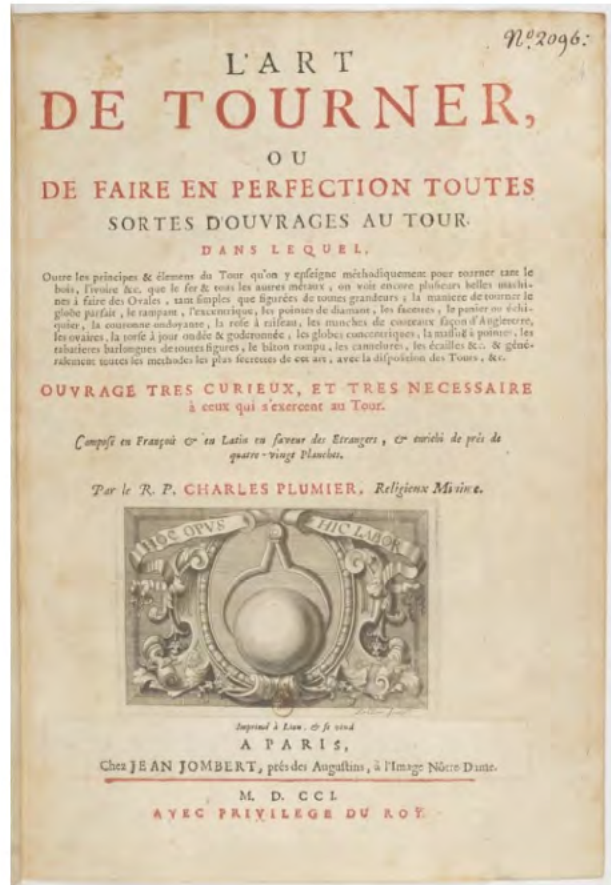 Nº 2096:
L'ART
DE TOURNER,
OU
DE FAIRE EN PERFECTION TOUTES
SORTES D'OUVRAGES AU TOUR.
DANS LEQUEL,
Outre les principes & élemens du Tour qu'on y enseigne méthodiquement pour tourner tant le
bois, l'ivoire &c. que le fer & tous les autres métaux, on voit encore plusieurs belles machi-
nes à faire des Ovales, tant simples que figurées de toutes grandeurs; la maniere de tourner le
globe parfait, le rampant, l'excentrique, les pointes de diamant, les facettes, le panier ou échi-
quier, la couronne ondoyante, la rose à raiseau, les manches de couteaux façon d'Angleterre,
les ovaires, la torse à jour ondée & goderonnée, les globes concentriques, la massuë à pointes, les
tabatieres barlongues de toutes figures, le bâton rompu, les cannelures, les écailles &c. & géné-
ralement toutes les methodes les plus secretes de cet art, avec la disposition des Tours, &c.
OUVRAGE TRES CURIEUX, ET TRES NECESSAIRE
à ceux qui s'exercent au Tour.
Composé en François & en Latin en faveur des Etrangers, & enrichi de prés de
quatre-vingt Planches.
Par le R. P. CHARLES PLUMIER, Religieux Minime.
HOC OPVS HIC LABOR
Imprimé à Lion, & se vend
A PARIS,
Chez JEAN JOMBERT, prés des Augustins, à l'Image Nôtre Dame.
M. D. CCI.
AVEC PRIVILEGE DU ROY.